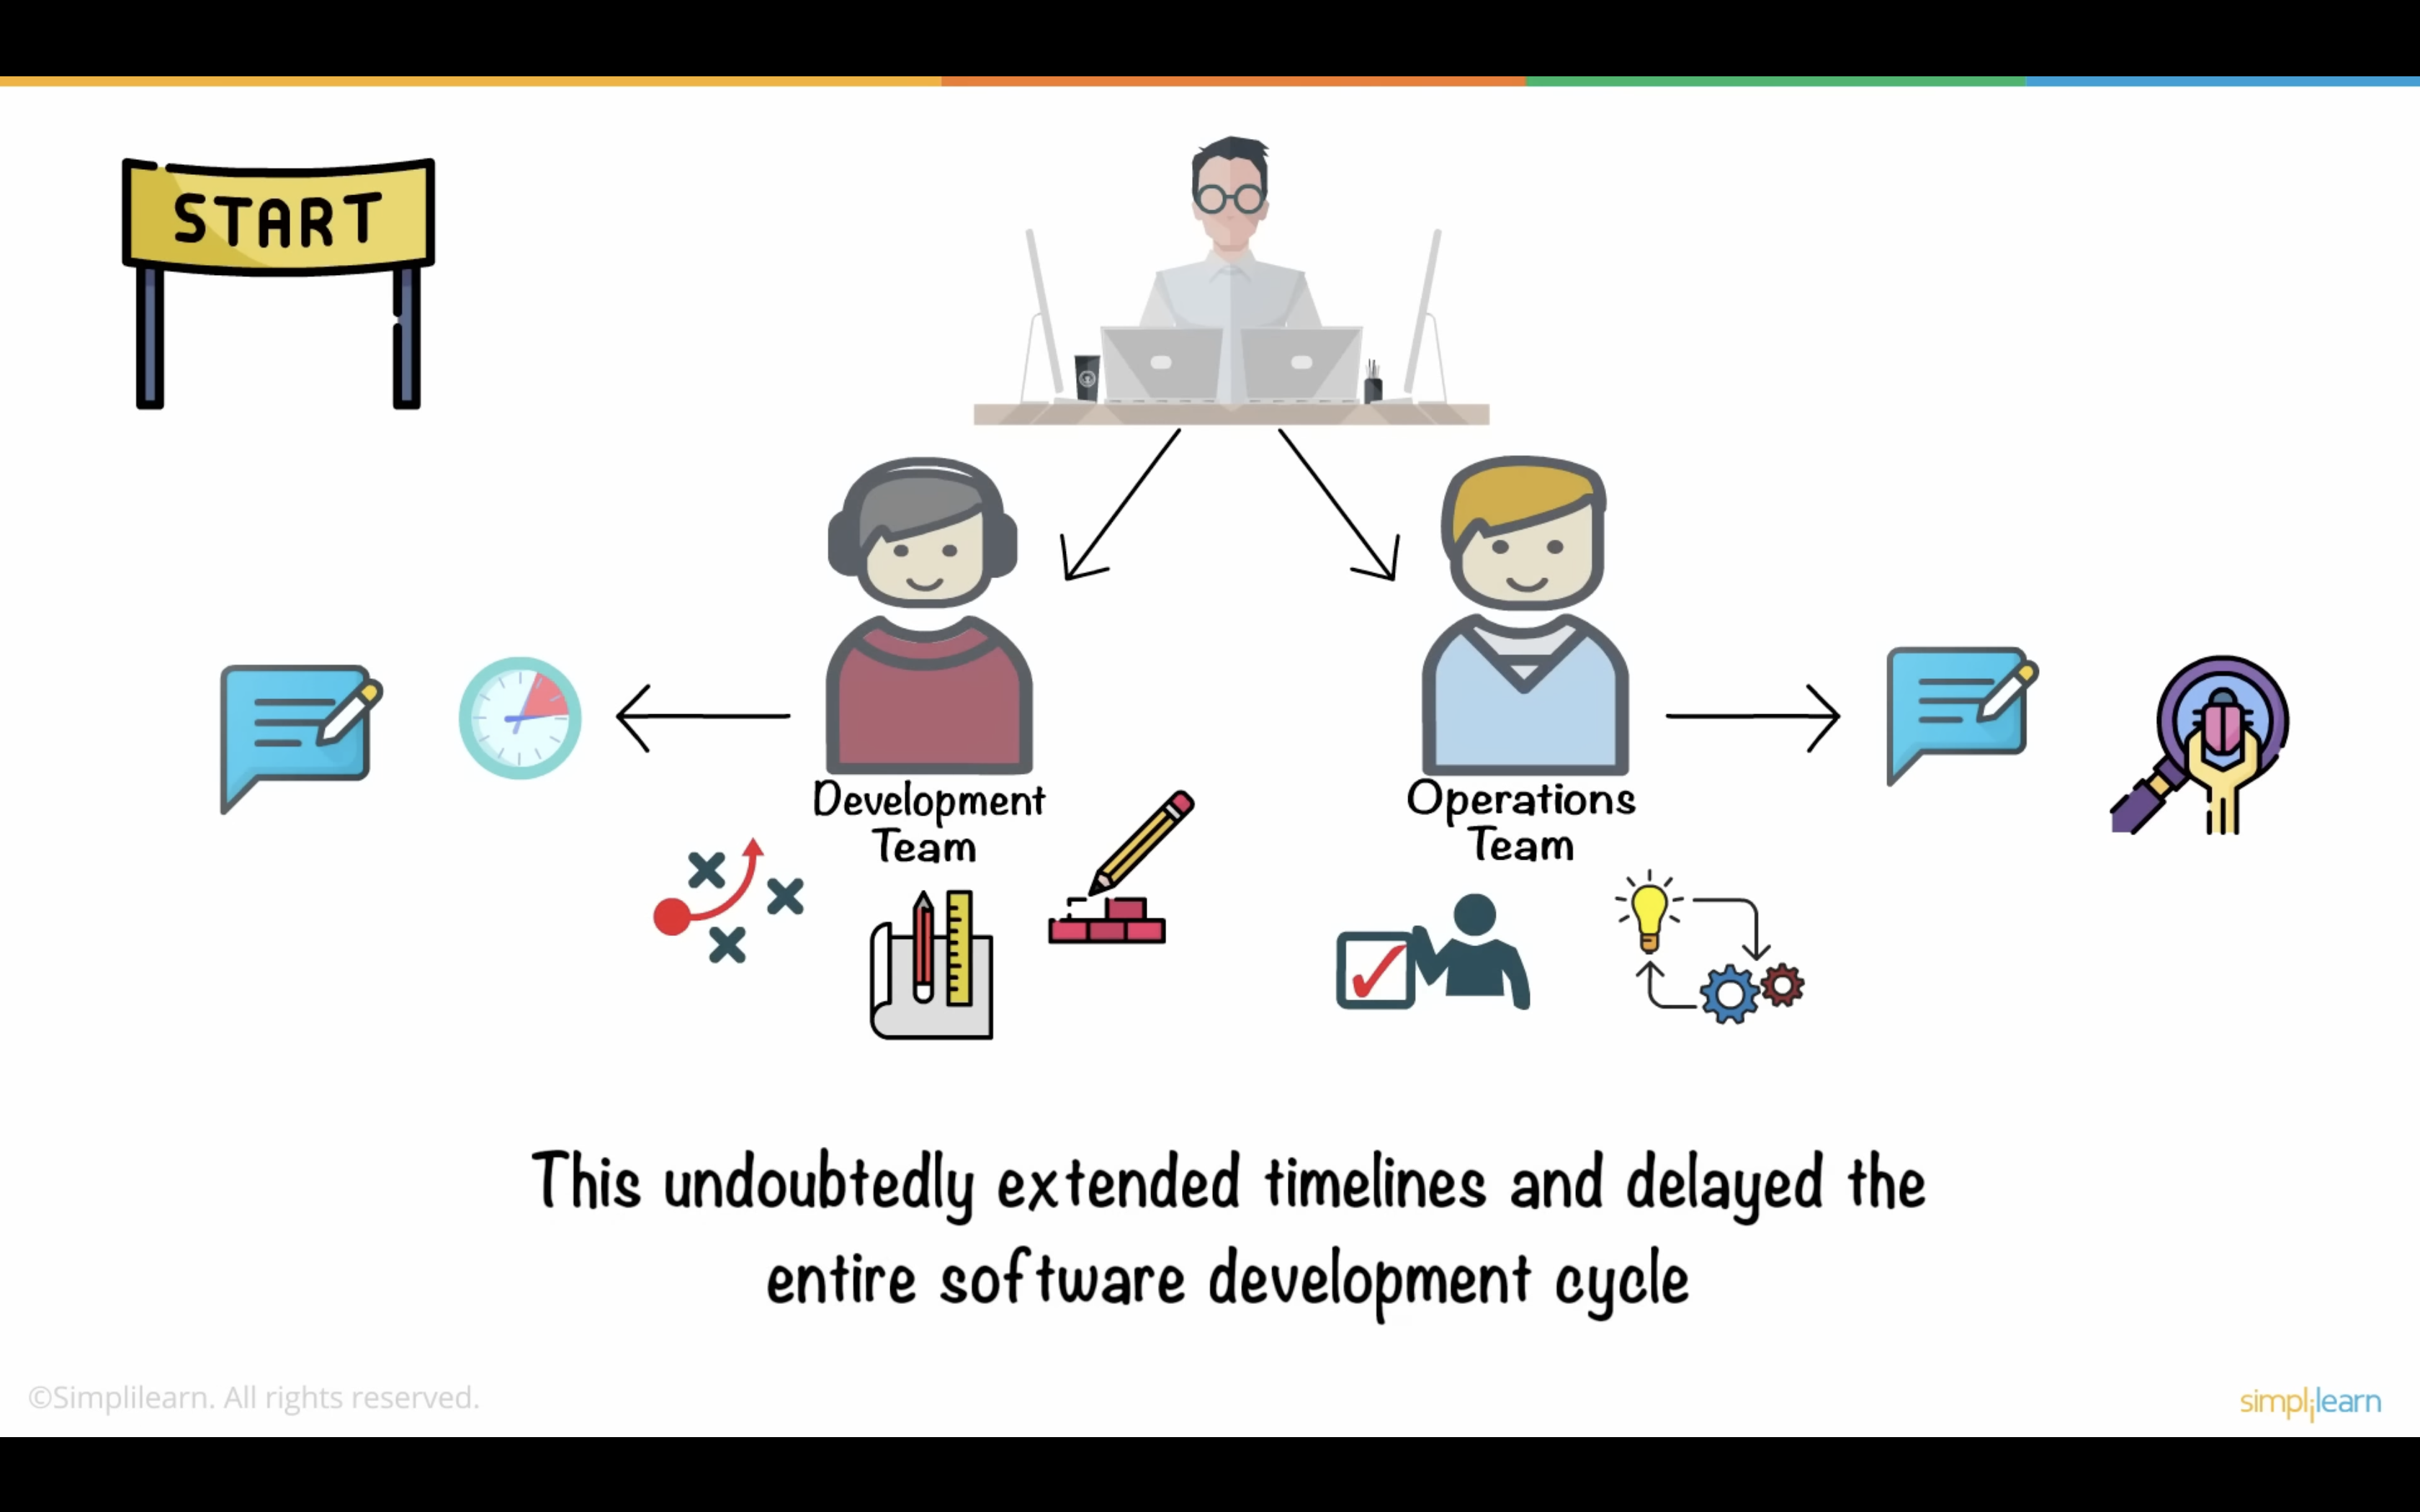 START
Development
Team
Operations
Team
This undoubtedly extended timelines and delayed the
entire software development cycle
©Simplilearn. All rights reserved.
simplilearn